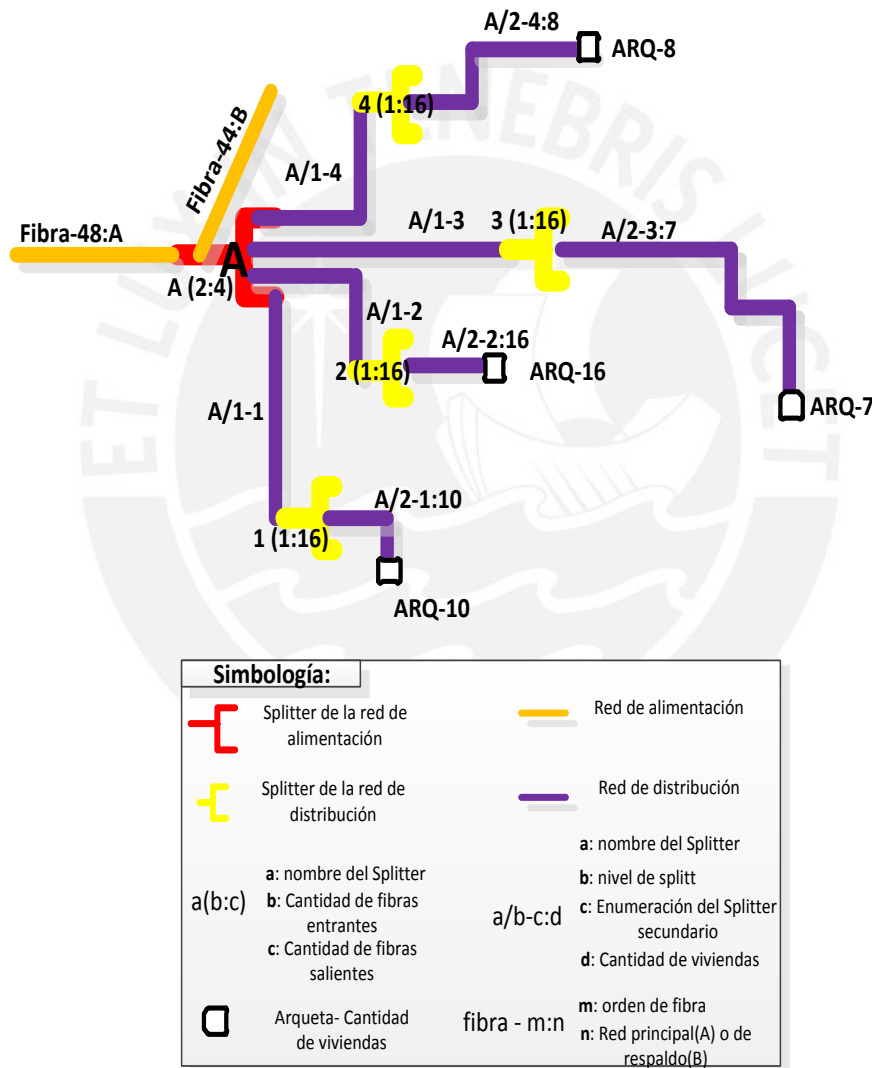 A/2-4:8
ARQ-8
4 (1:16)
Fibra-44:B
A/1-4
A/1-3
3 (1:16)
A/2-3:7
Fibra-48:A
A
A (2:4)
A/1-2
A/2-2:16
2 (1:16)
ARQ-16
ARQ-7
A/1-1
A/2-1:10
1 (1:16)
ARQ-10
ET LUX IN TENEBRIS LUCET
Simbología:
Splitter de la red de
alimentación
Red de alimentación
Splitter de la red de
distribución
Red de distribución
a(b:c)
a: nombre del Splitter
b: Cantidad de fibras
entrantes
c: Cantidad de fibras
salientes
a/b-c:d
a: nombre del Splitter
b: nivel de splitt
c: Enumeración del Splitter
secundario
d: Cantidad de viviendas
Arqueta- Cantidad
de viviendas
fibra - m:n
m: orden de fibra
n: Red principal(A) o de
respaldo(B)